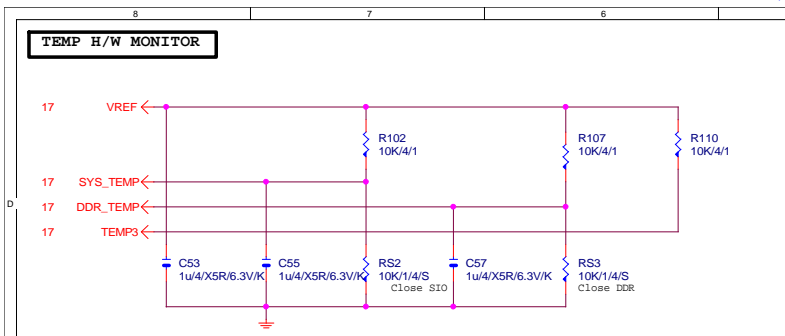 8 7 6
TEMP H/W MONITOR
17 VREF
R102
10K/4/1
R107
10K/4/1
R110
10K/4/1
17 SYS_TEMP
D
17 DDR_TEMP
17 TEMP3
C53
1u/4/X5R/6.3V/K
C55
1u/4/X5R/6.3V/K
RS2
10K/1/4/S
Close SIO
C57
1u/4/X5R/6.3V/K
RS3
10K/1/4/S
Close DDR